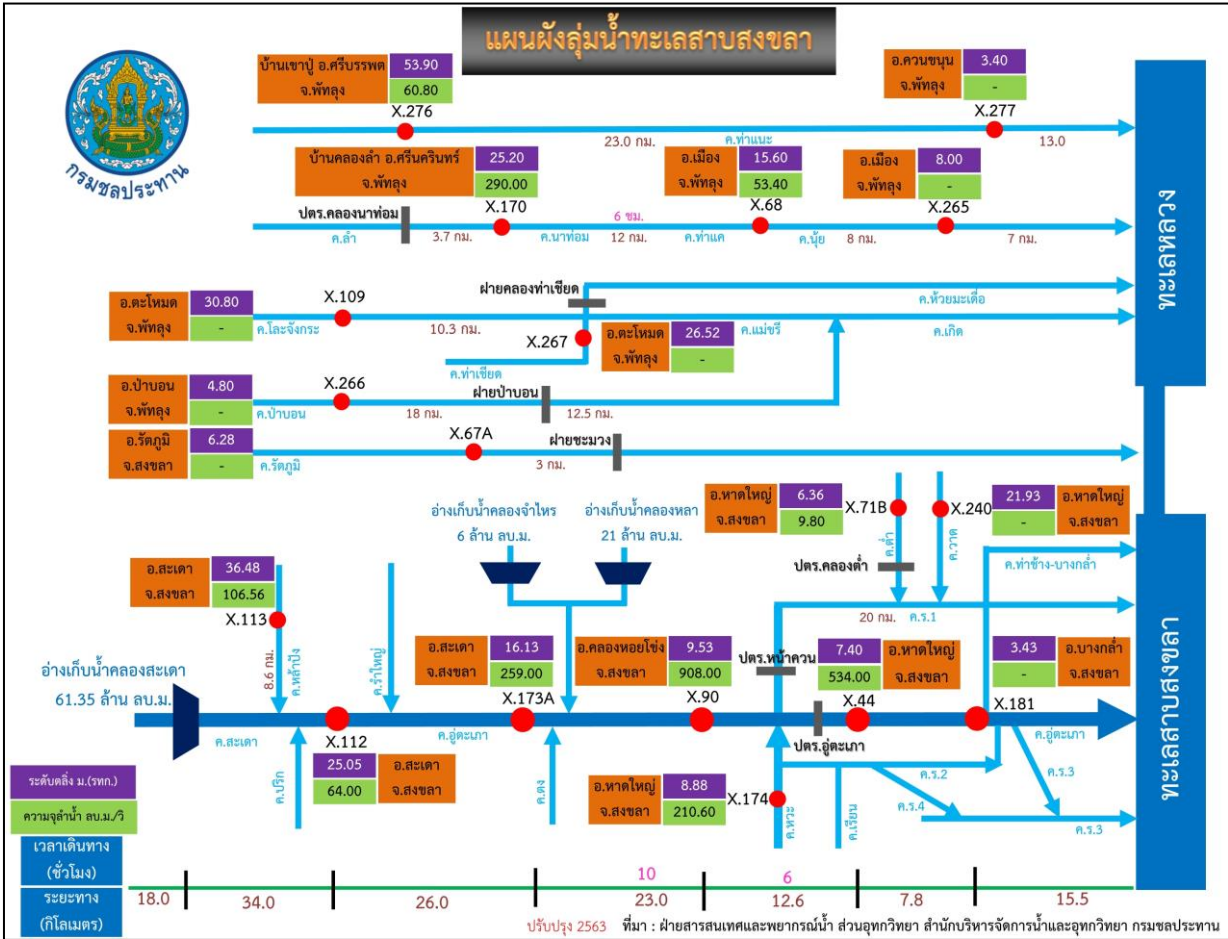 แผนผังลุ่มน้ำทะเลสาบสงขลา
กรมชลประทาน
บ้านเขาปู่ อ.ศรีบรรพต 53.90
จ.พัทลุง 60.80
X.276
อ.ควนขนุน 3.40
จ.พัทลุง -
X.277
23.0 กม.
ค.ท่าแนะ
13.0
บ้านคลองลำ อ.ศรีนครินทร์ 25.20
จ.พัทลุง 290.00
อ.เมือง 15.60
จ.พัทลุง 53.40
อ.เมือง 8.00
จ.พัทลุง -
ปตร.คลองนาท่อม
X.170
6 ชม.
X.68
X.265
ค.ลำ
3.7 กม.
ค.นาท่อม
12 กม.
ค.ท่าแค
ค.นุ้ย
8 กม.
7 กม.
ทะเลหลวง
ฝายคลองท่าเชียด
ค.ห้วยมะเดื่อ
อ.ตะโหมด 30.80
จ.พัทลุง -
X.109
ค.โละจังกระ
10.3 กม.
X.267
อ.ตะโหมด 26.52
จ.พัทลุง -
ค.แม่ขรี
ค.เกิด
ค.ท่าเชียด
อ.ป่าบอน 4.80
จ.พัทลุง -
X.266
ค.ป่าบอน
18 กม.
ฝายป่าบอน
12.5 กม.
อ.รัตภูมิ 6.28
จ.สงขลา -
X.67A
ค.รัตภูมิ
3 กม.
ฝายชะมวง
อ่างเก็บน้ำคลองจำไหร
6 ล้าน ลบ.ม.
อ่างเก็บน้ำคลองหลา
21 ล้าน ลบ.ม.
อ.หาดใหญ่ 6.36
จ.สงขลา 9.80
X.71B
ค.ต่ำ
X.240
ค.วาด
21.93 อ.หาดใหญ่
- จ.สงขลา
ปตร.คลองต่ำ
ค.ท่าช้าง-บางกล่ำ
20 กม.
ค.ร.1
อ.สะเดา 36.48
จ.สงขลา 106.56
X.113
8.6 กม.
ค.หล้าปัง
ค.รำใหญ่
อ่างเก็บน้ำคลองสะเดา
61.35 ล้าน ลบ.ม.
อ.สะเดา 16.13
จ.สงขลา 259.00
X.173A
อ.คลองหอยโข่ง 9.53
จ.สงขลา 908.00
X.90
ปตร.หน้าควน
7.40 อ.หาดใหญ่
534.00 จ.สงขลา
X.44
3.43 อ.บางกล่ำ
- จ.สงขลา
X.181
ทะเลสาบสงขลา
ค.สะเดา
X.112
ค.อู่ตะเภา
ปตร.อู่ตะเภา
ค.อู่ตะเภา
ค.ปริก
25.05 อ.สะเดา
64.00 จ.สงขลา
ค.ตง
อ.หาดใหญ่ 8.88
จ.สงขลา 210.60
X.174
ค.หวะ
ค.เรียน
ค.ร.2
ค.ร.4
ค.ร.3
ค.ร.3
ระดับตลิ่ง ม.(รทก.)
ความจุลำน้ำ ลบ.ม./วิ
เวลาเดินทาง
(ชั่วโมง)
10
6
ระยะทาง
(กิโลเมตร)
18.0
34.0
26.0
23.0
12.6
7.8
15.5
ปรับปรุง 2563 ที่มา : ฝ่ายสารสนเทศและพยากรณ์น้ำ ส่วนอุทกวิทยา สำนักบริหารจัดการน้ำและอุทกวิทยา กรมชลประทาน